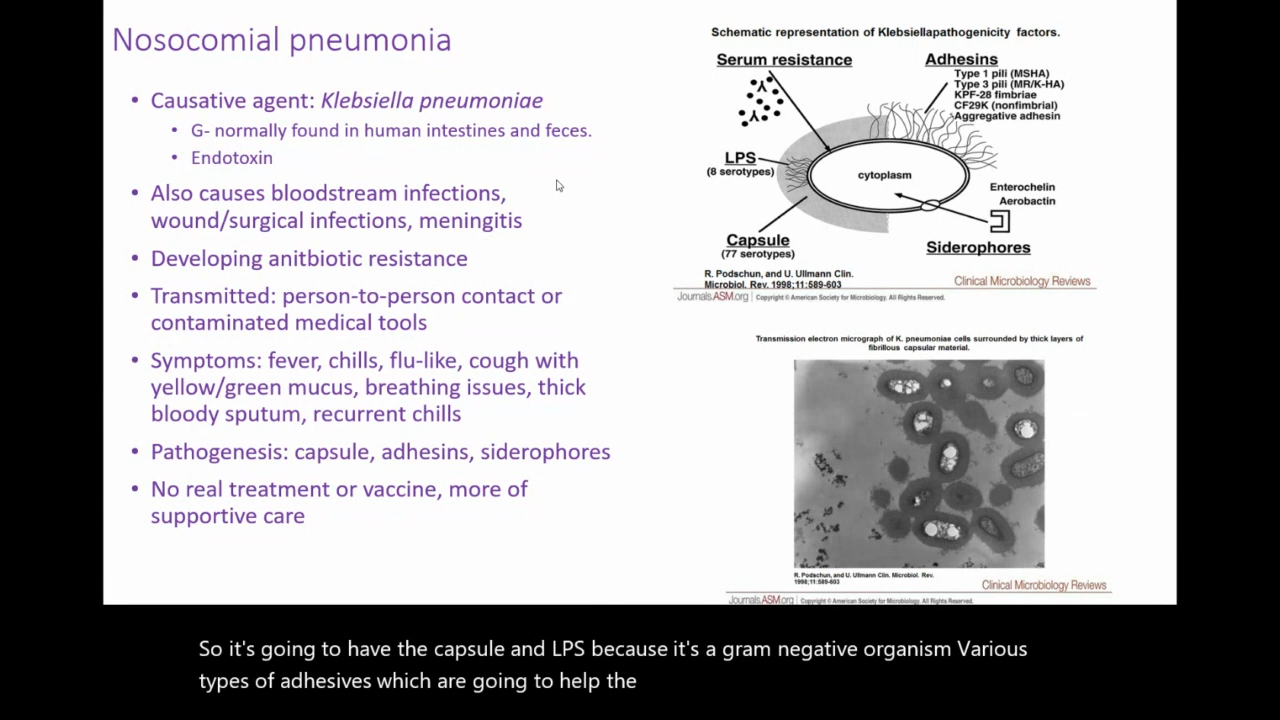 Nosocomial pneumonia
• Causative agent: Klebsiella pneumoniae
• G- normally found in human intestines and feces.
• Endotoxin
• Also causes bloodstream infections,
wound/surgical infections, meningitis
• Developing anitbiotic resistance
• Transmitted: person-to-person contact or
contaminated medical tools
• Symptoms: fever, chills, flu-like, cough with
yellow/green mucus, breathing issues, thick
bloody sputum, recurrent chills
• Pathogenesis: capsule, adhesins, siderophores
• No real treatment or vaccine, more of
supportive care
Schematic representation of Klebsiellapathogenicity factors.
Serum resistance
Adhesins
Type 1 pili (MSHA)
Type 3 pili (MR/K-HA)
KPF-28 fimbriae
CF29K (nonfimbrial)
Aggregative adhesin
LPS
(8 serotypes)
cytoplasm
Enterochelin
Aerobactin
Capsule
(77 serotypes)
Siderophores
R. Podschun, and U. Ullmann Clin.
Microbiol. Rev. 1998;11:589-603
Clinical Microbiology Reviews
Journals.ASM.org | Copyright © American Society for Microbiology. All Rights Reserved.
Transmission electron micrograph of K. pneumoniae cells surrounded by thick layers of
fibrillous capsular material.
R. Podschun, and U. Ullmann Clin. Microbiol. Rev.
1998;11:589-603
Clinical Microbiology Reviews
Journals.ASM.org | Copyright © American Society for Microbiology. All Rights Reserved.
So it's going to have the capsule and LPS because it's a gram negative organism Various
types of adhesives which are going to help the